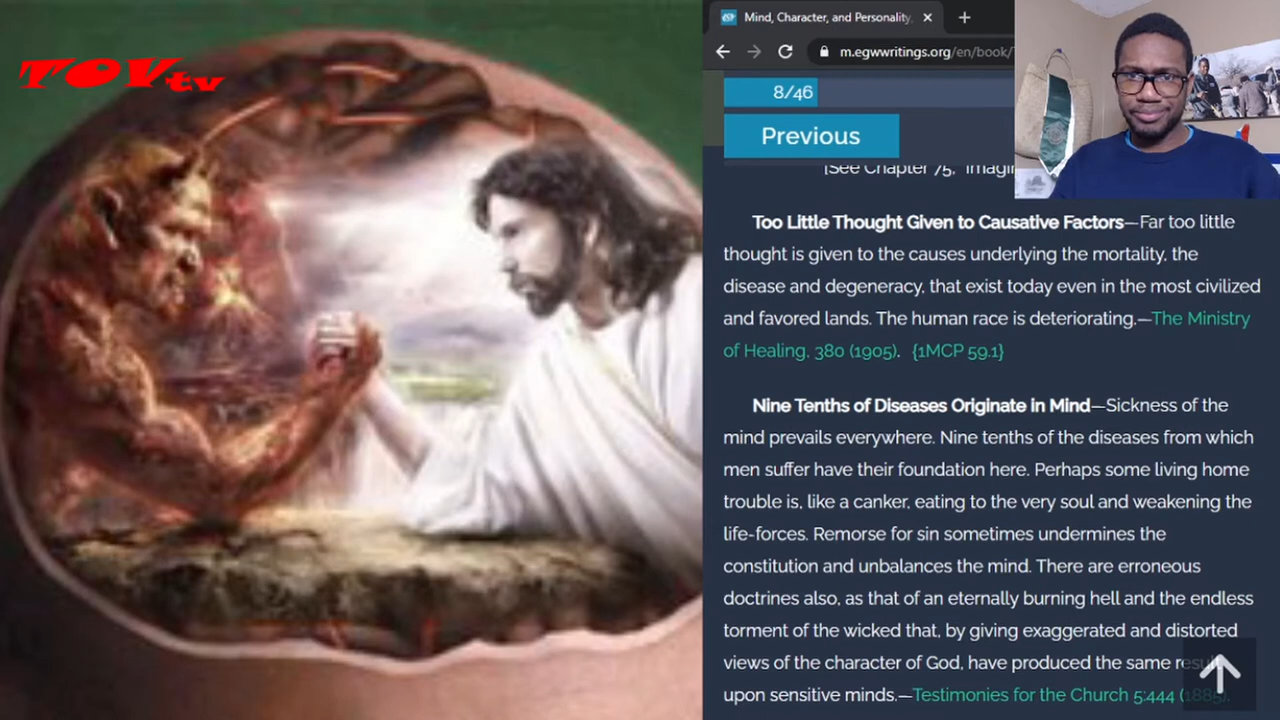 TOVtv
Mind, Character, and Personality,
m.egwwritings.org/en/book/
8/46
Previous
[See Chapter 75, "Imagin
Too Little Thought Given to Causative Factors—Far too little
thought is given to the causes underlying the mortality, the
disease and degeneracy, that exist today even in the most civilized
and favored lands. The human race is deteriorating.—The Ministry
of Healing, 380 (1905). {1MCP 59.1}
Nine Tenths of Diseases Originate in Mind—Sickness of the
mind prevails everywhere. Nine tenths of the diseases from which
men suffer have their foundation here. Perhaps some living home
trouble is, like a canker, eating to the very soul and weakening the
life-forces. Remorse for sin sometimes undermines the
constitution and unbalances the mind. There are erroneous
doctrines also, as that of an eternally burning hell and the endless
torment of the wicked that, by giving exaggerated and distorted
views of the character of God, have produced the same result
upon sensitive minds.—Testimonies for the Church 5:444 (1885).